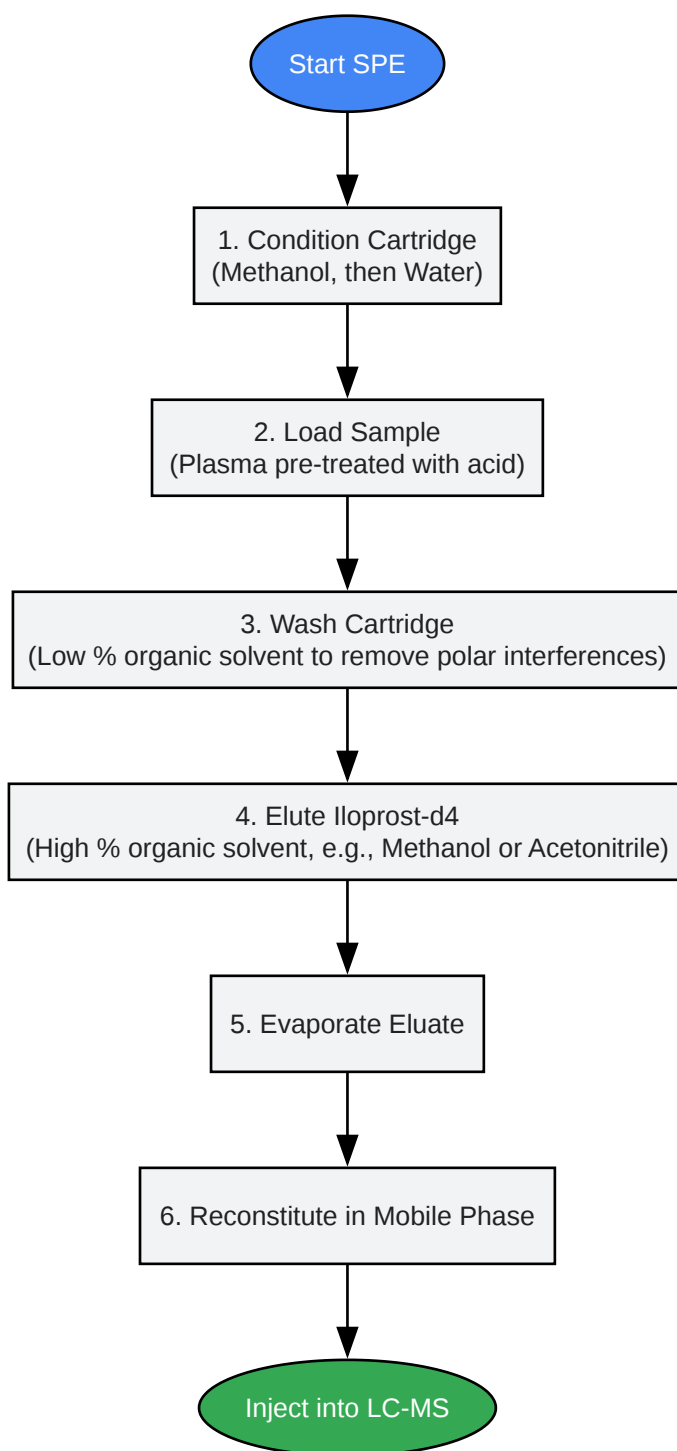 Start SPE
1. Condition Cartridge
(Methanol, then Water)
2. Load Sample
(Plasma pre-treated with acid)
3. Wash Cartridge
(Low % organic solvent to remove polar interferences)
4. Elute Iloprost-d4
(High % organic solvent, e.g., Methanol or Acetonitrile)
5. Evaporate Eluate
6. Reconstitute in Mobile Phase
Inject into LC-MS